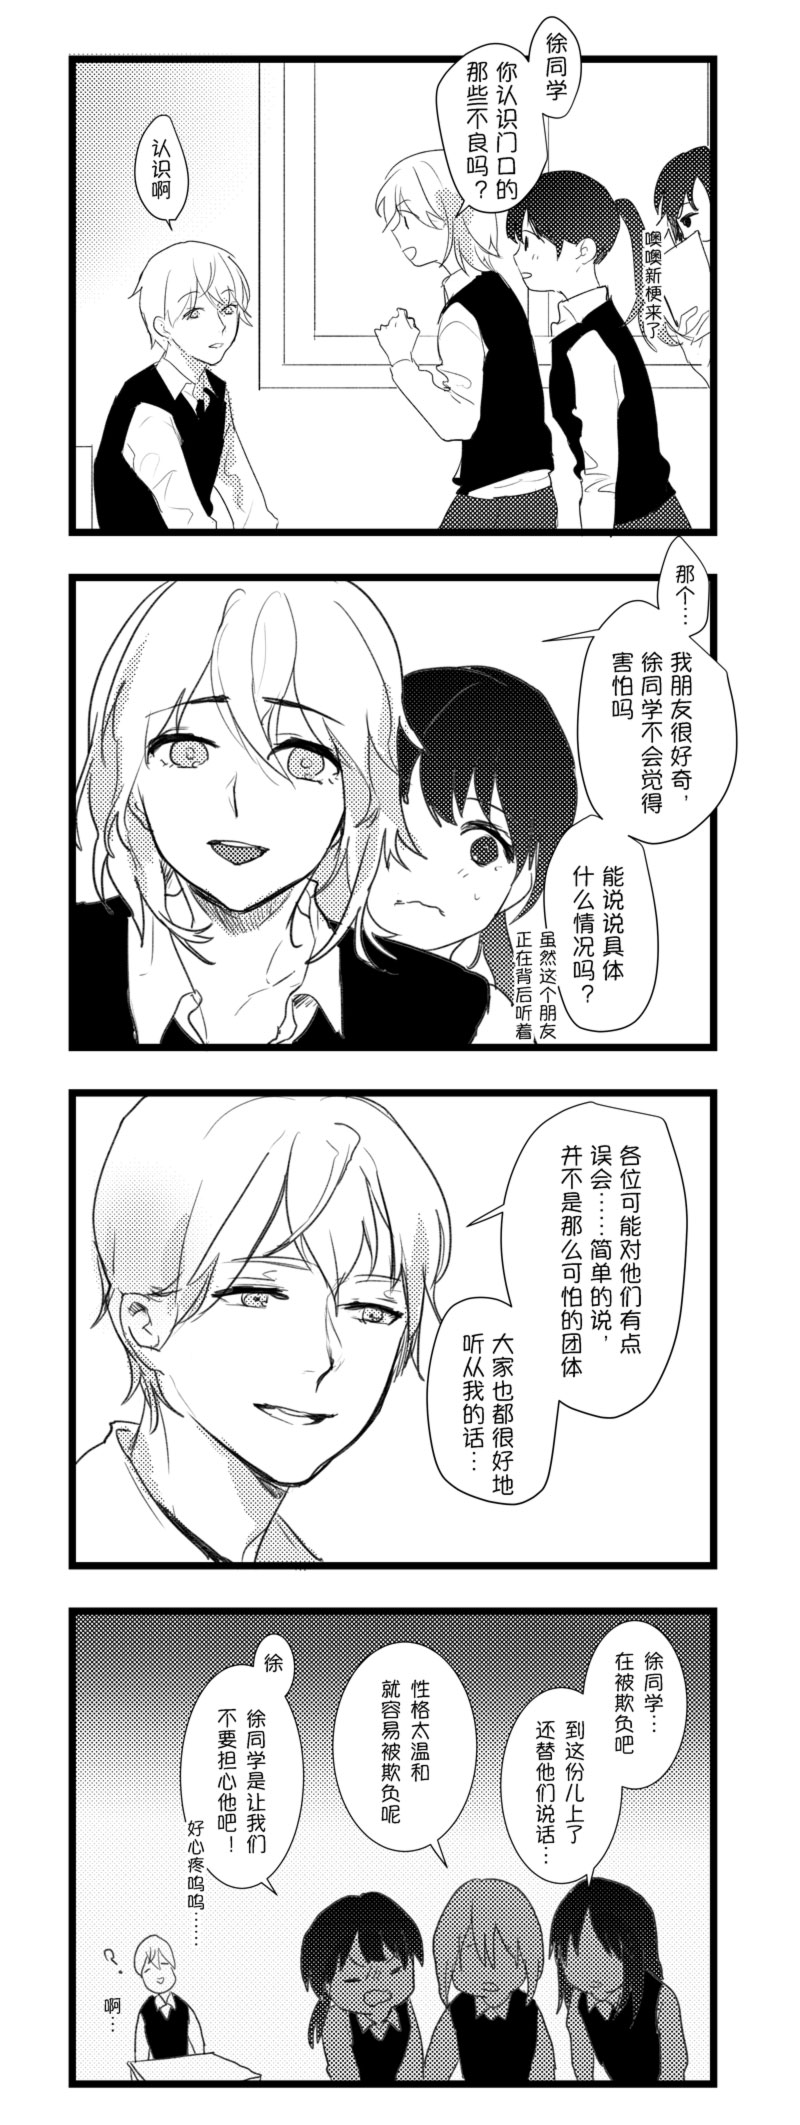 徐同学
你认识门口的
那些不良吗？
噢噢新梗来了
认识啊
那个…
我朋友很好奇，
徐同学不会觉得
害怕吗
能说说具体
什么情况吗？
虽然这个朋友
正在背后听着
各位可能对他们有点
误会……简单的说，
并不是那么可怕的团体
大家也都很好地
听从我的话…
徐同学…
在被欺负吧
到这份儿上了
还替他们说话…
性格太温和
就容易被欺负呢
徐
徐同学是让我们
不要担心他吧！
好心疼呜呜……
？
啊…